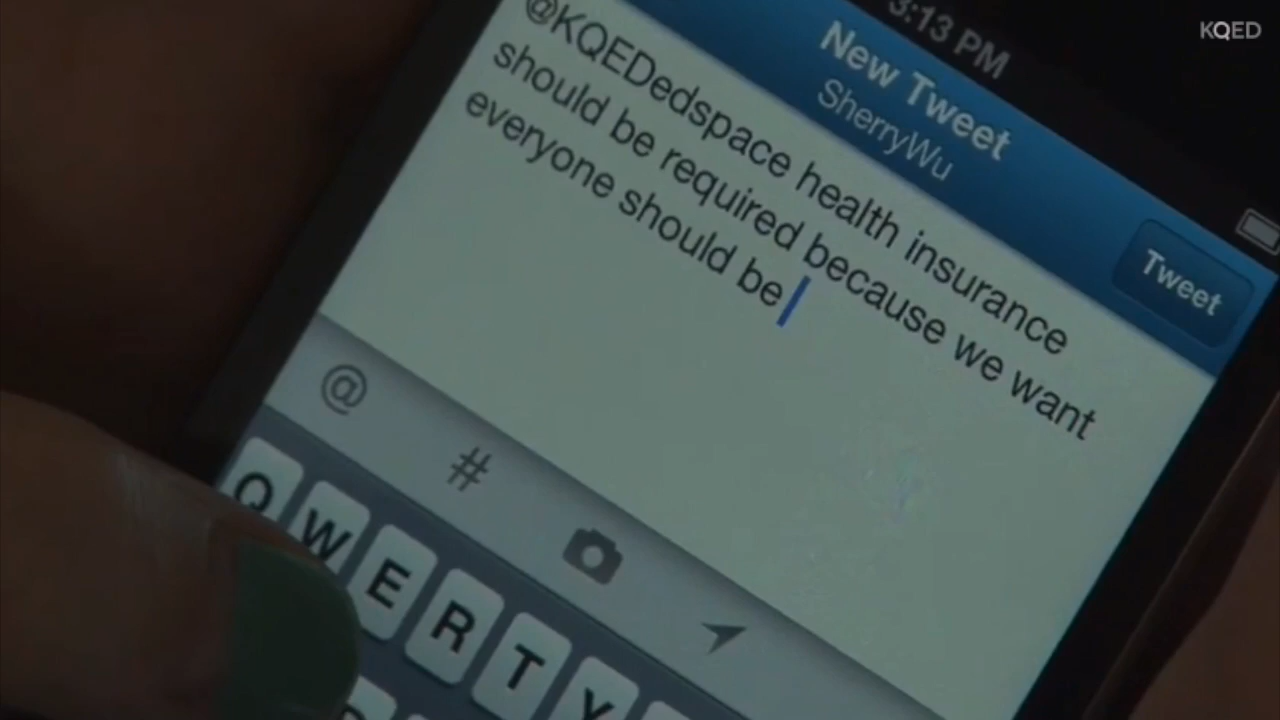 KQED
3:13 PM
New Tweet
SherryWu
Tweet
@KQEDedspace health insurance
should be required because we want
everyone should be
@
#
Q W E R T Y